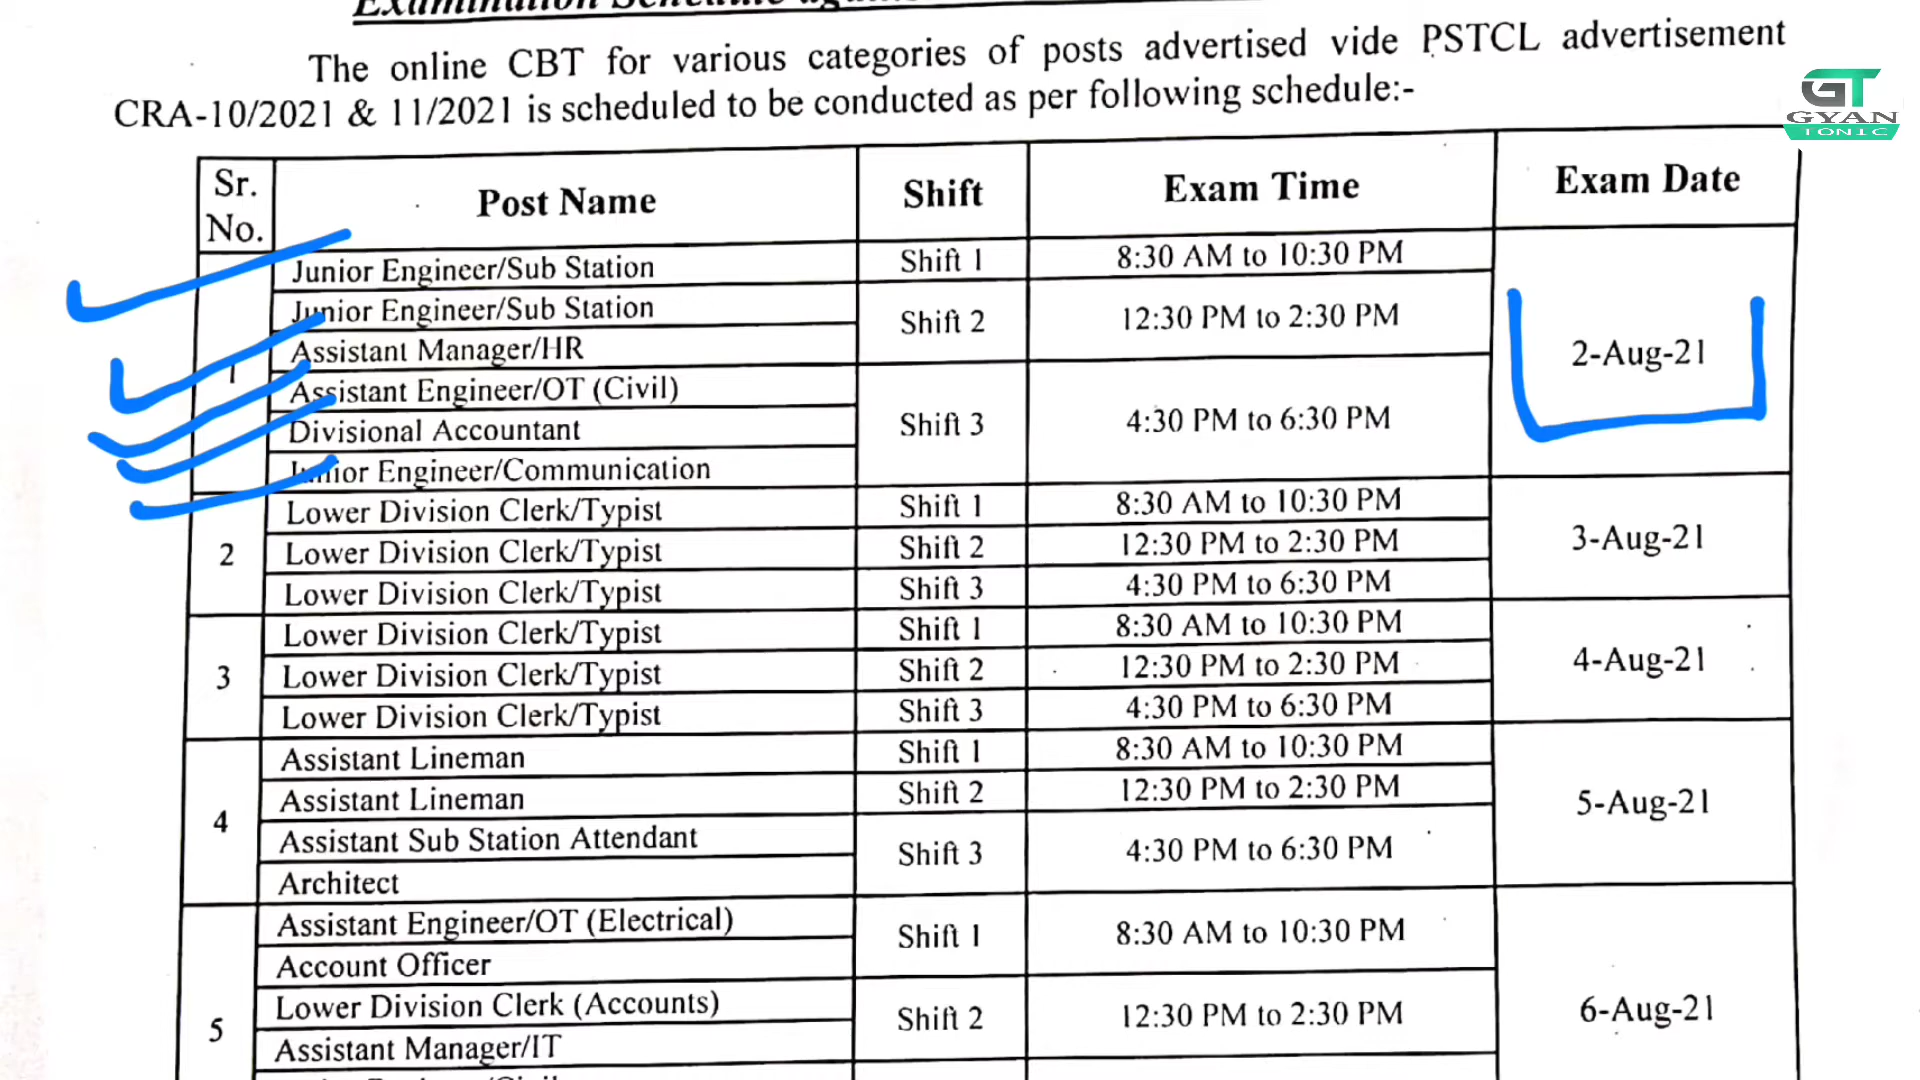 Examination Schedule
The online CBT for various categories of posts advertised vide PSTCL advertisement
CRA-10/2021 & 11/2021 is scheduled to be conducted as per following schedule:-
GT
GYAN
TONIC
Sr. No. Post Name Shift Exam Time Exam Date
1
Junior Engineer/Sub Station Shift 1 8:30 AM to 10:30 PM
Junior Engineer/Sub Station Shift 2 12:30 PM to 2:30 PM
Assistant Manager/HR
2-Aug-21
Assistant Engineer/OT (Civil)
Divisional Accountant Shift 3 4:30 PM to 6:30 PM
Junior Engineer/Communication
2
Lower Division Clerk/Typist Shift 1 8:30 AM to 10:30 PM
Lower Division Clerk/Typist Shift 2 12:30 PM to 2:30 PM 3-Aug-21
Lower Division Clerk/Typist Shift 3 4:30 PM to 6:30 PM
3
Lower Division Clerk/Typist Shift 1 8:30 AM to 10:30 PM
Lower Division Clerk/Typist Shift 2 12:30 PM to 2:30 PM 4-Aug-21
Lower Division Clerk/Typist Shift 3 4:30 PM to 6:30 PM
4
Assistant Lineman Shift 1 8:30 AM to 10:30 PM
Assistant Lineman Shift 2 12:30 PM to 2:30 PM 5-Aug-21
Assistant Sub Station Attendant Shift 3 4:30 PM to 6:30 PM
Architect
5
Assistant Engineer/OT (Electrical) Shift 1 8:30 AM to 10:30 PM
Account Officer
Lower Division Clerk (Accounts) Shift 2 12:30 PM to 2:30 PM 6-Aug-21
Assistant Manager/IT